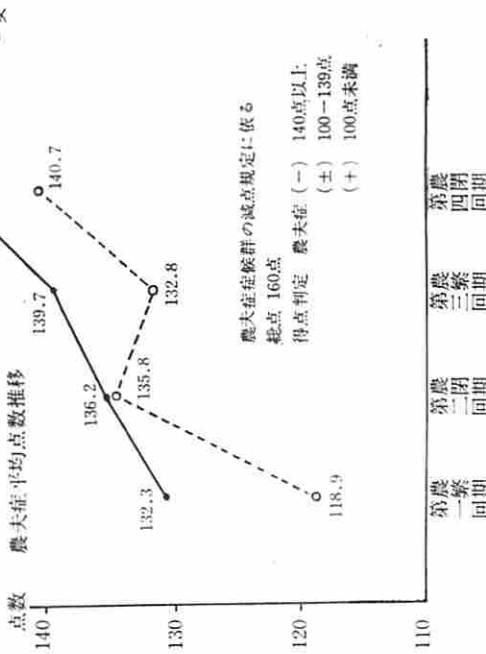 農夫症平均点数推移
点数
140
130
120
110
132.3
136.2
139.7
118.9
135.8
132.8
140.7
農夫症症候群の減点規定に依る
総点 160点
得点判定 農夫症 (－) 140点以上
(±) 100－139点
(＋) 100点未満
第一回 農繁期
第二回 農閉期
第三回 農繁期
第四回 農閉期